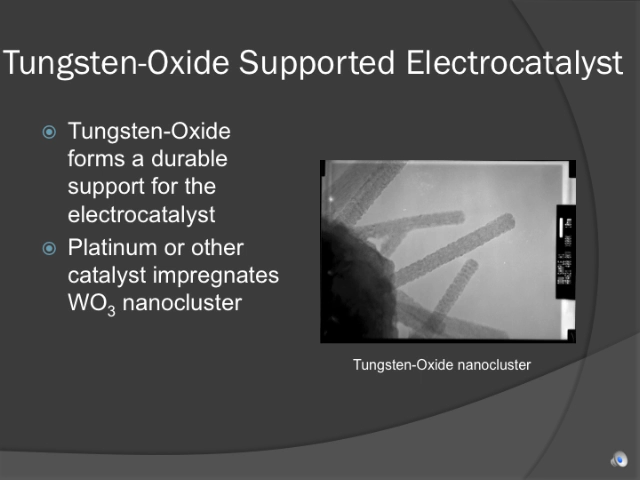 Tungsten-Oxide Supported Electrocatalyst
Tungsten-Oxide
forms a durable
support for the
electrocatalyst
Platinum or other
catalyst impregnates
WO₃ nanocluster
Tungsten-Oxide nanocluster